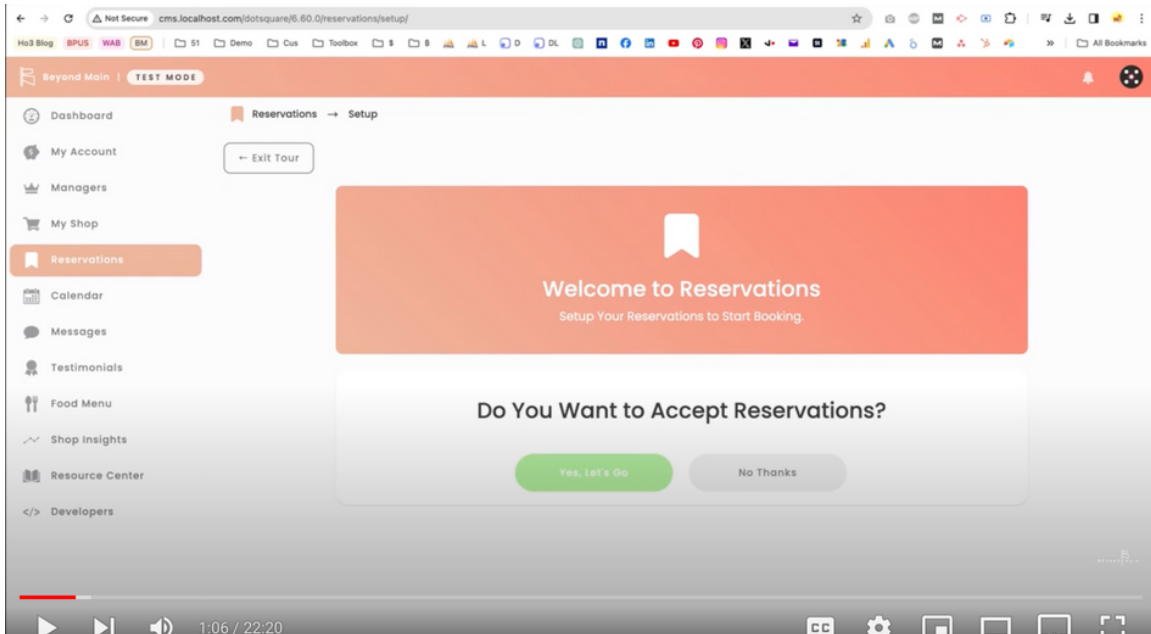 Not Secure cms.localhost.com/dotsquare/6.60.0/reservations/setup/
Ho3 Blog BPUS WAB BM 51 Demo Cus Toolbox $ $ L D DL All Bookmarks
Beyond Main | TEST MODE
Dashboard
Reservations → Setup
My Account
← Exit Tour
Managers
My Shop
Reservations
Calendar
Messages
Testimonials
Food Menu
Shop Insights
Resource Center
</> Developers
Welcome to Reservations
Setup Your Reservations to Start Booking.
Do You Want to Accept Reservations?
Yes, Let's Go No Thanks
1:06 / 22:20 CC